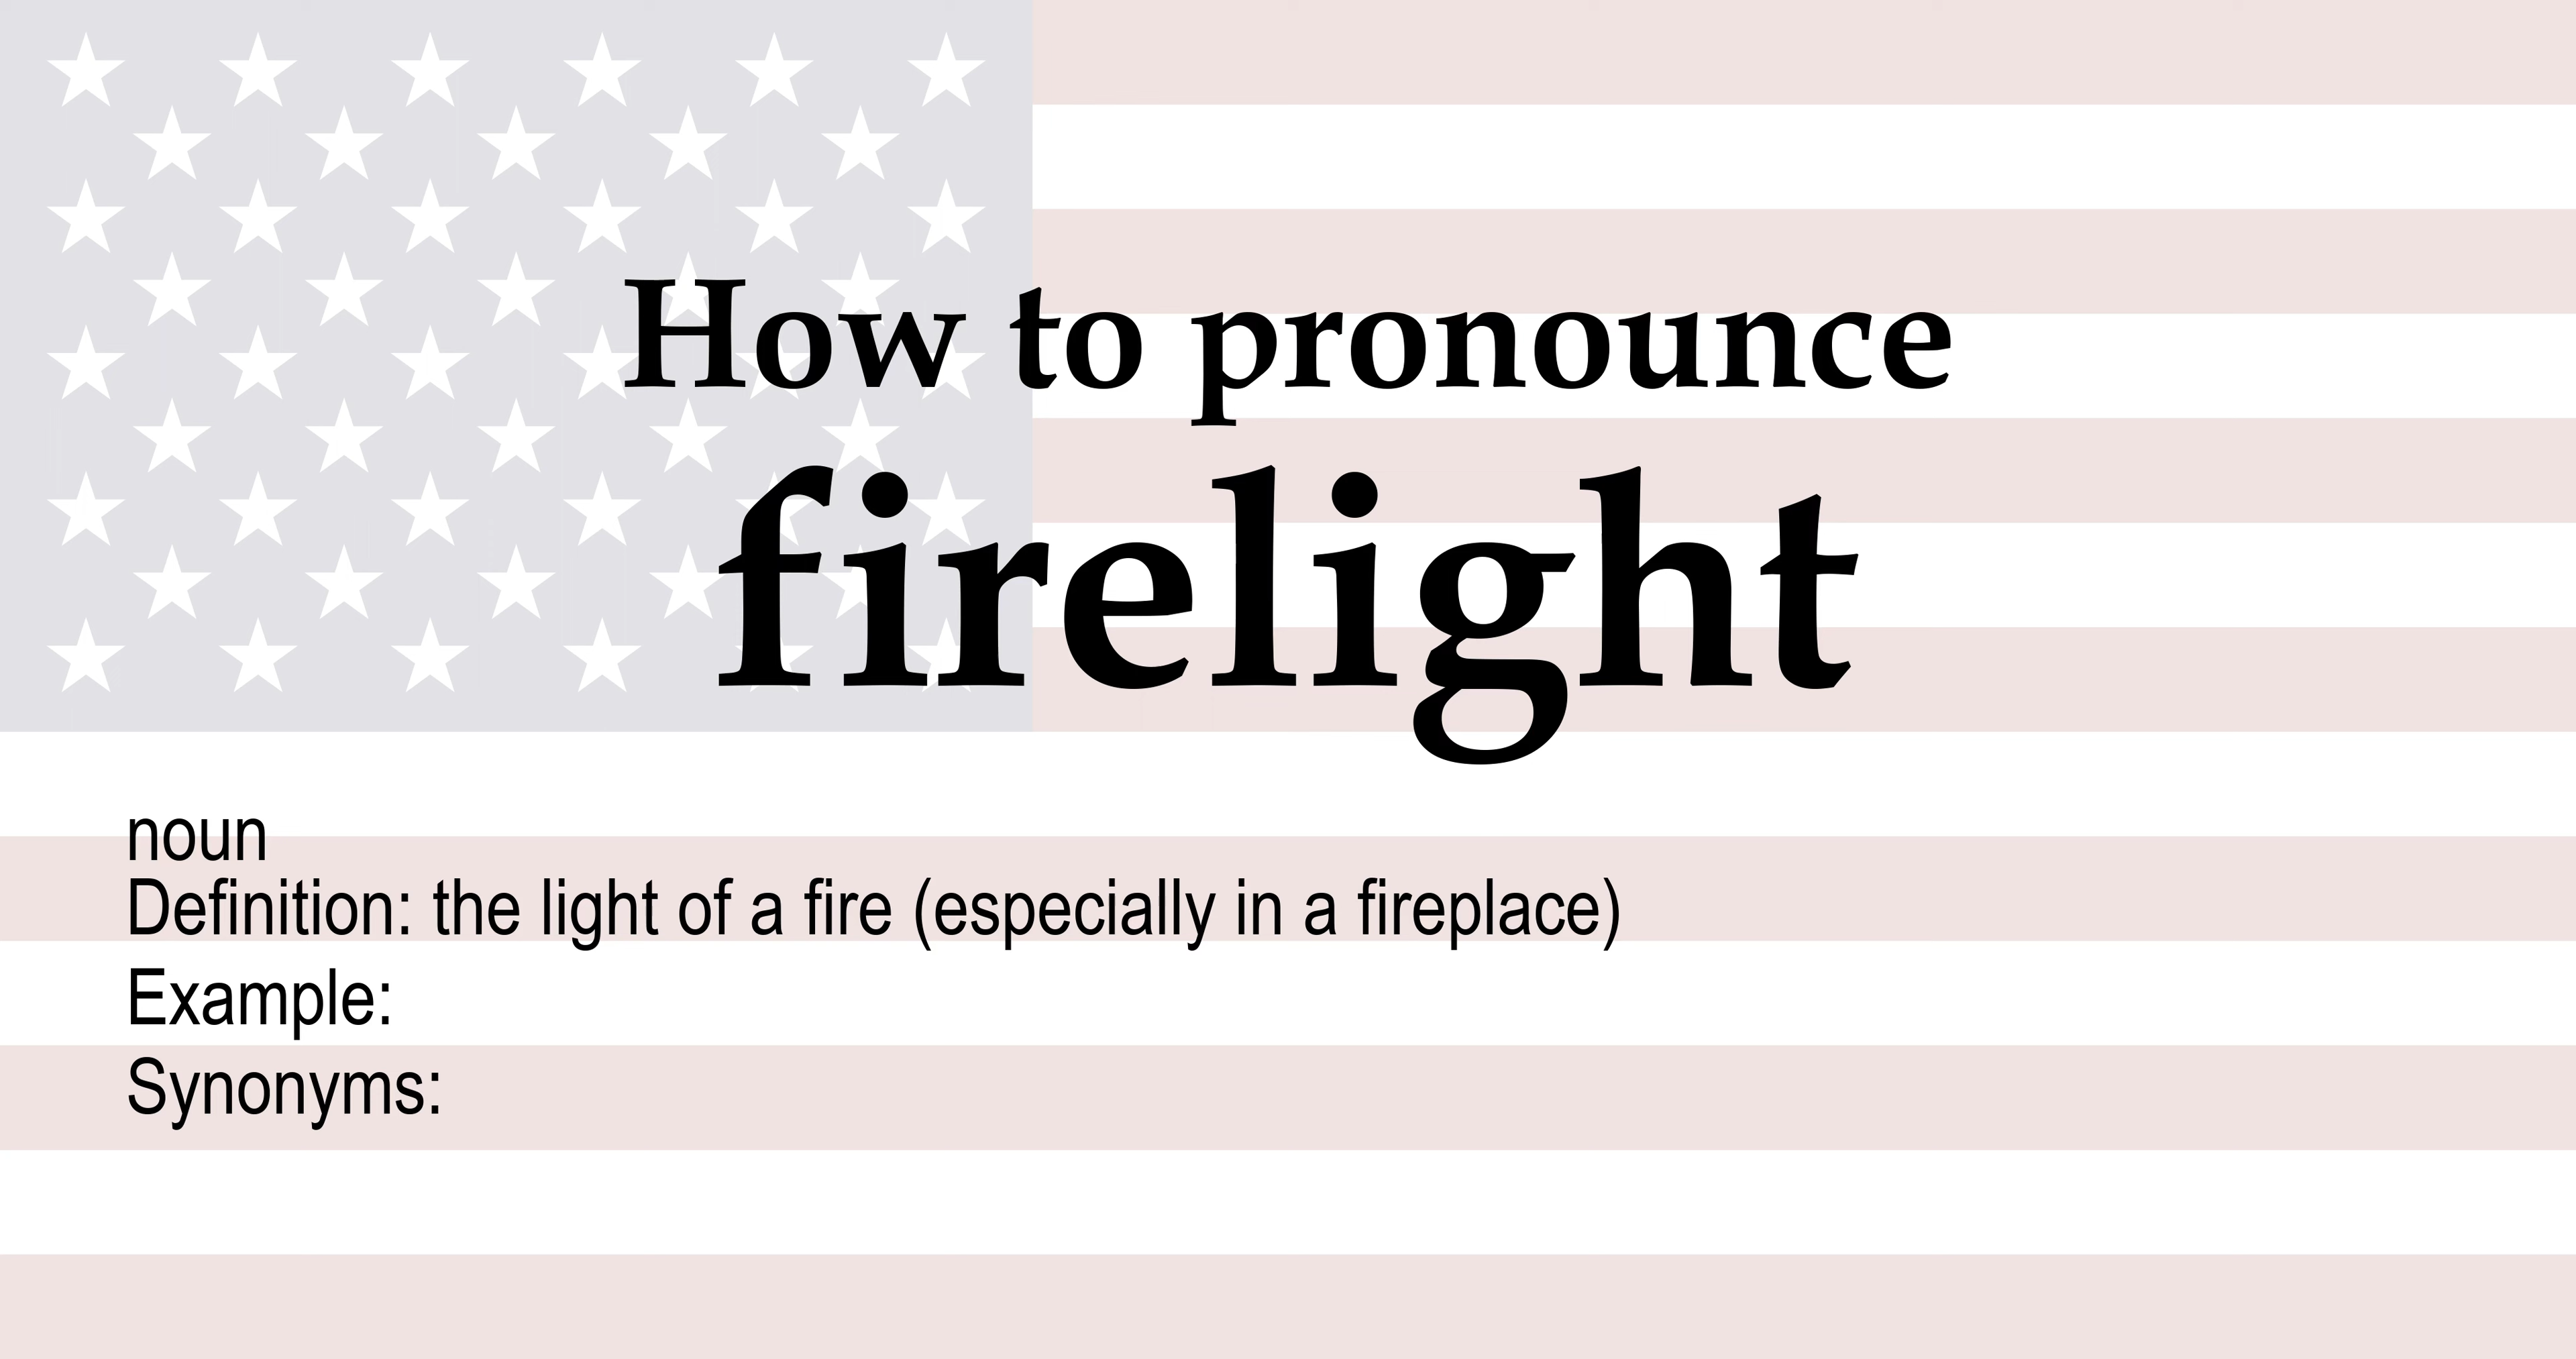 How to pronounce
firelight
noun
Definition: the light of a fire (especially in a fireplace)
Example:
Synonyms: